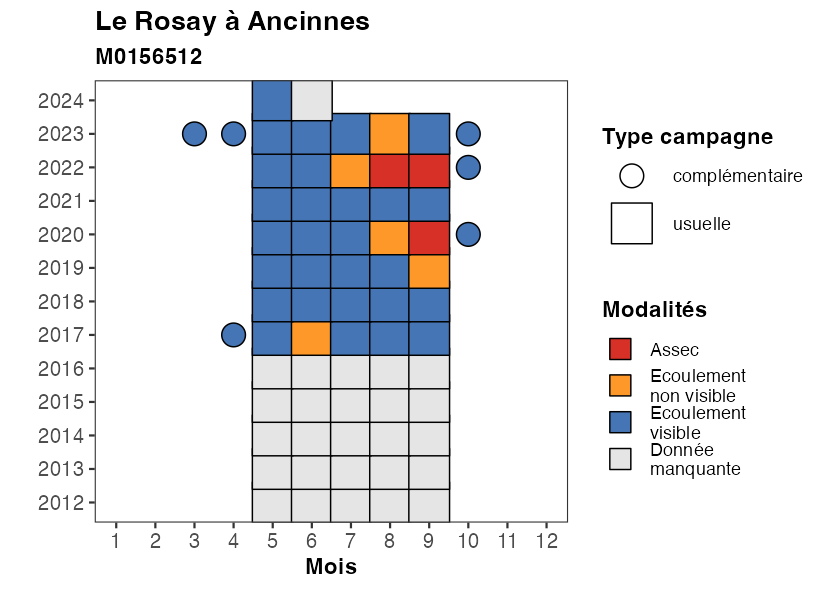 Le Rosay à Ancinnes
M0156512
2024
2023
2022
2021
2020
2019
2018
2017
2016
2015
2014
2013
2012
1 2 3 4 5 6 7 8 9 10 11 12
Mois
Type campagne
complémentaire
usuelle
Modalités
Assec
Ecoulement
non visible
Ecoulement
visible
Donnée
manquante